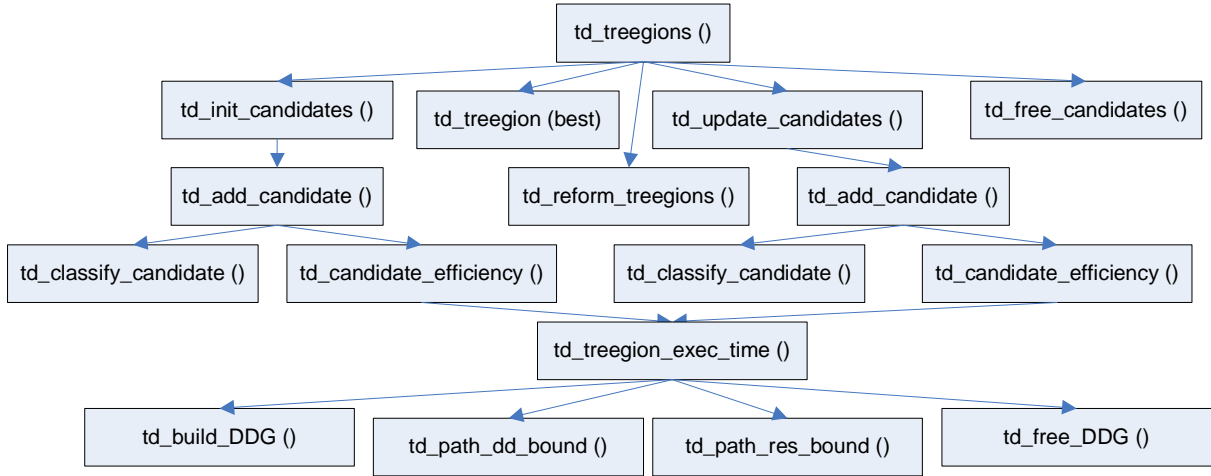 td_treegions ()
td_init_candidates ()
td_treegion (best)
td_update_candidates ()
td_free_candidates ()
td_add_candidate ()
td_reform_treegions ()
td_add_candidate ()
td_classify_candidate ()
td_candidate_efficiency ()
td_classify_candidate ()
td_candidate_efficiency ()
td_treegion_exec_time ()
td_build_DDG ()
td_path_dd_bound ()
td_path_res_bound ()
td_free_DDG ()